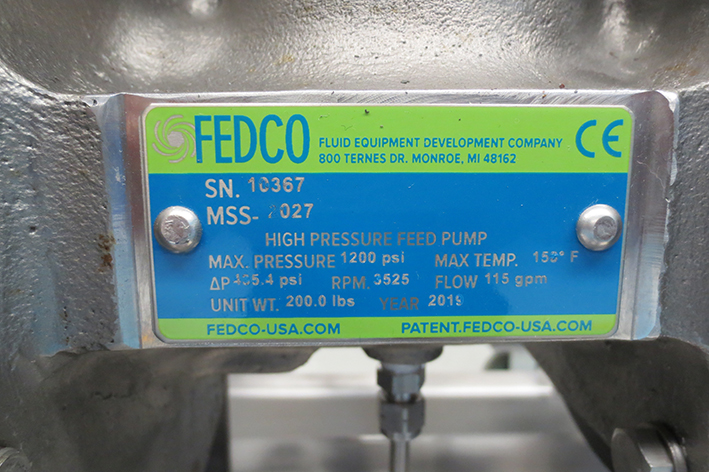 FEDCO
FLUID EQUIPMENT DEVELOPMENT COMPANY
800 TERNES DR. MONROE, MI 48162
CE
SN. 10367
MSS- 027
HIGH PRESSURE FEED PUMP
MAX. PRESSURE 1200 psi MAX TEMP. F
ΔP psi RPM. 3525 FLOW 115 gpm
UNIT WT. 200.0 lbs YEAR 2019
FEDCO-USA.COM PATENT.FEDCO-USA.COM